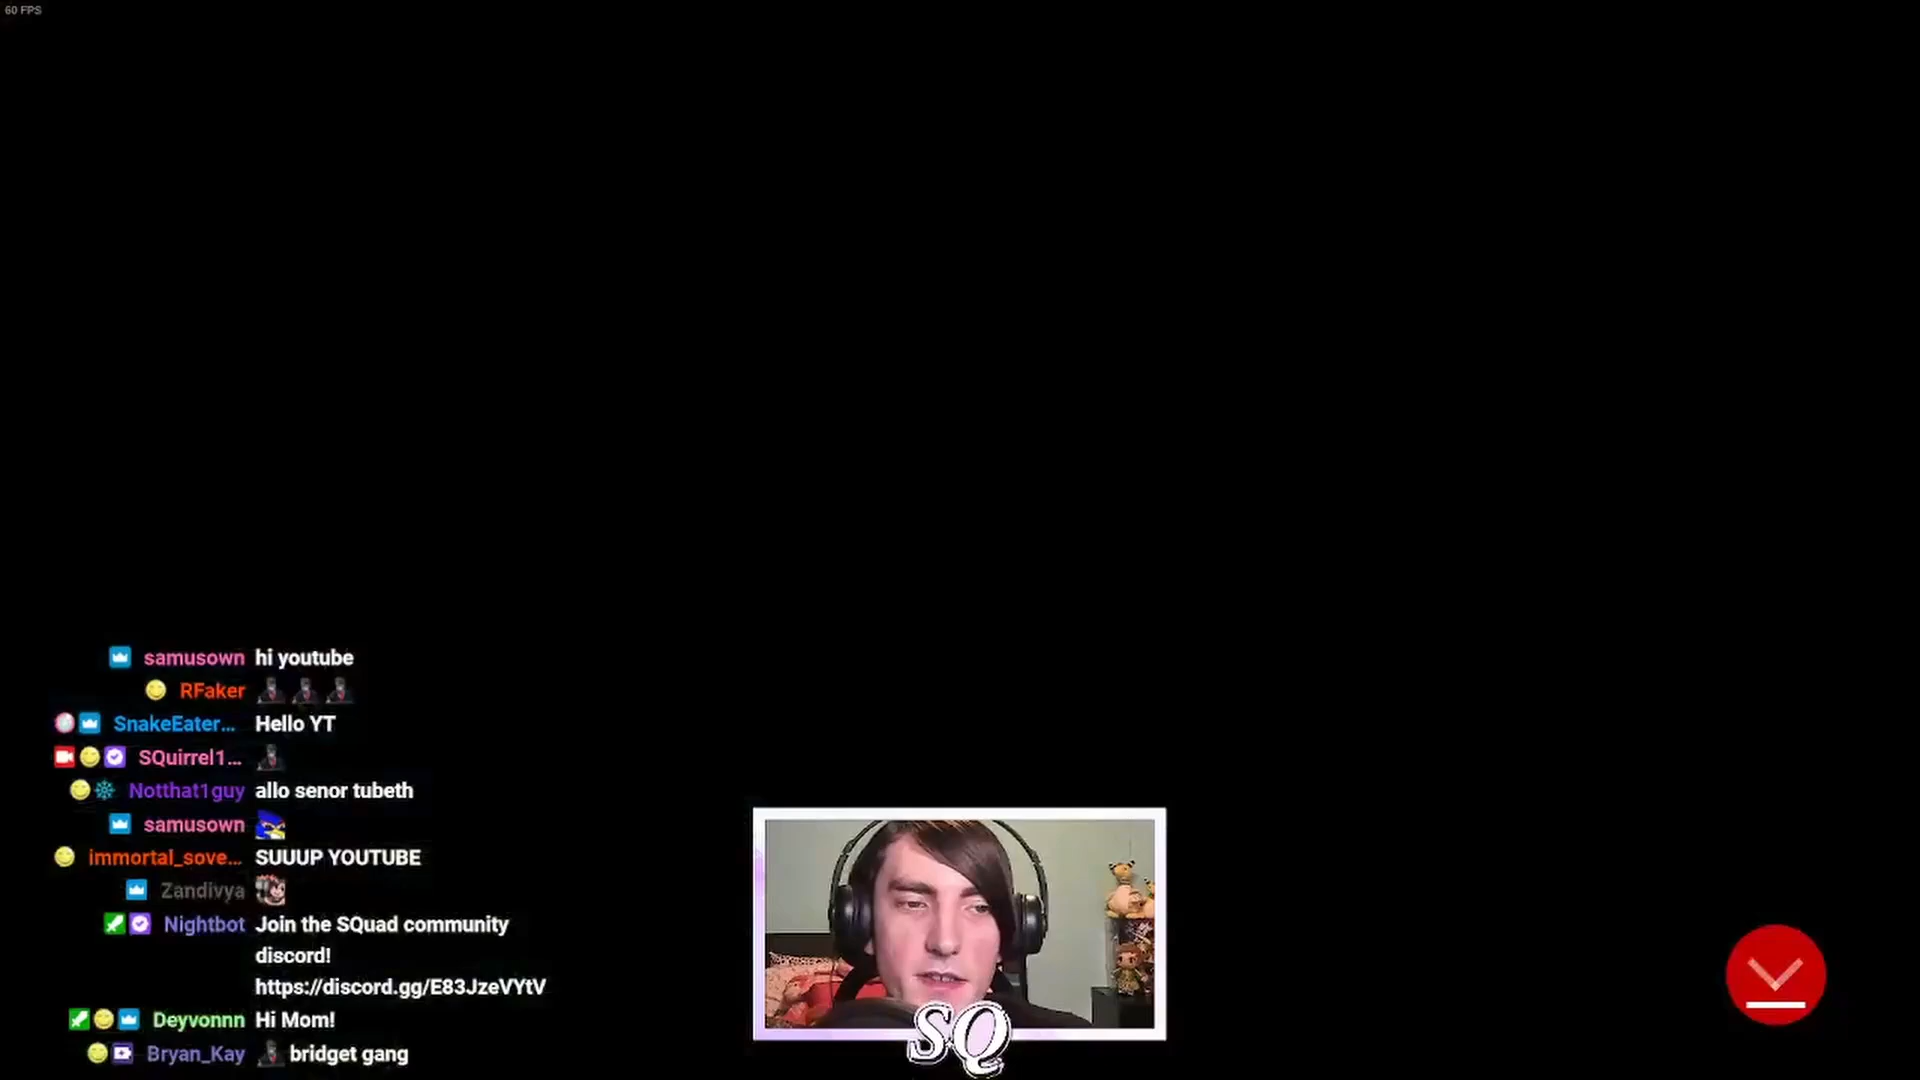 60 FPS
samusown hi youtube
RFaker
SnakeEater... Hello YT
SQuirrel1...
Notthat1guy allo senor tubeth
samusown
immortal_sove... SUUUP YOUTUBE
Zandivya
Nightbot Join the SQuad community
discord!
https://discord.gg/E83JzeVYtV
Deyvonnn Hi Mom!
Bryan_Kay bridget gang
SQ